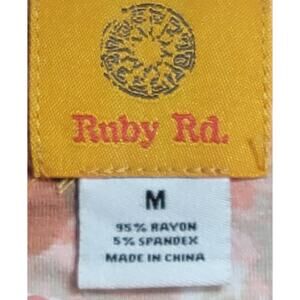 Ruby Rd.
M
95% RAYON
5% SPANDEX
MADE IN CHINA